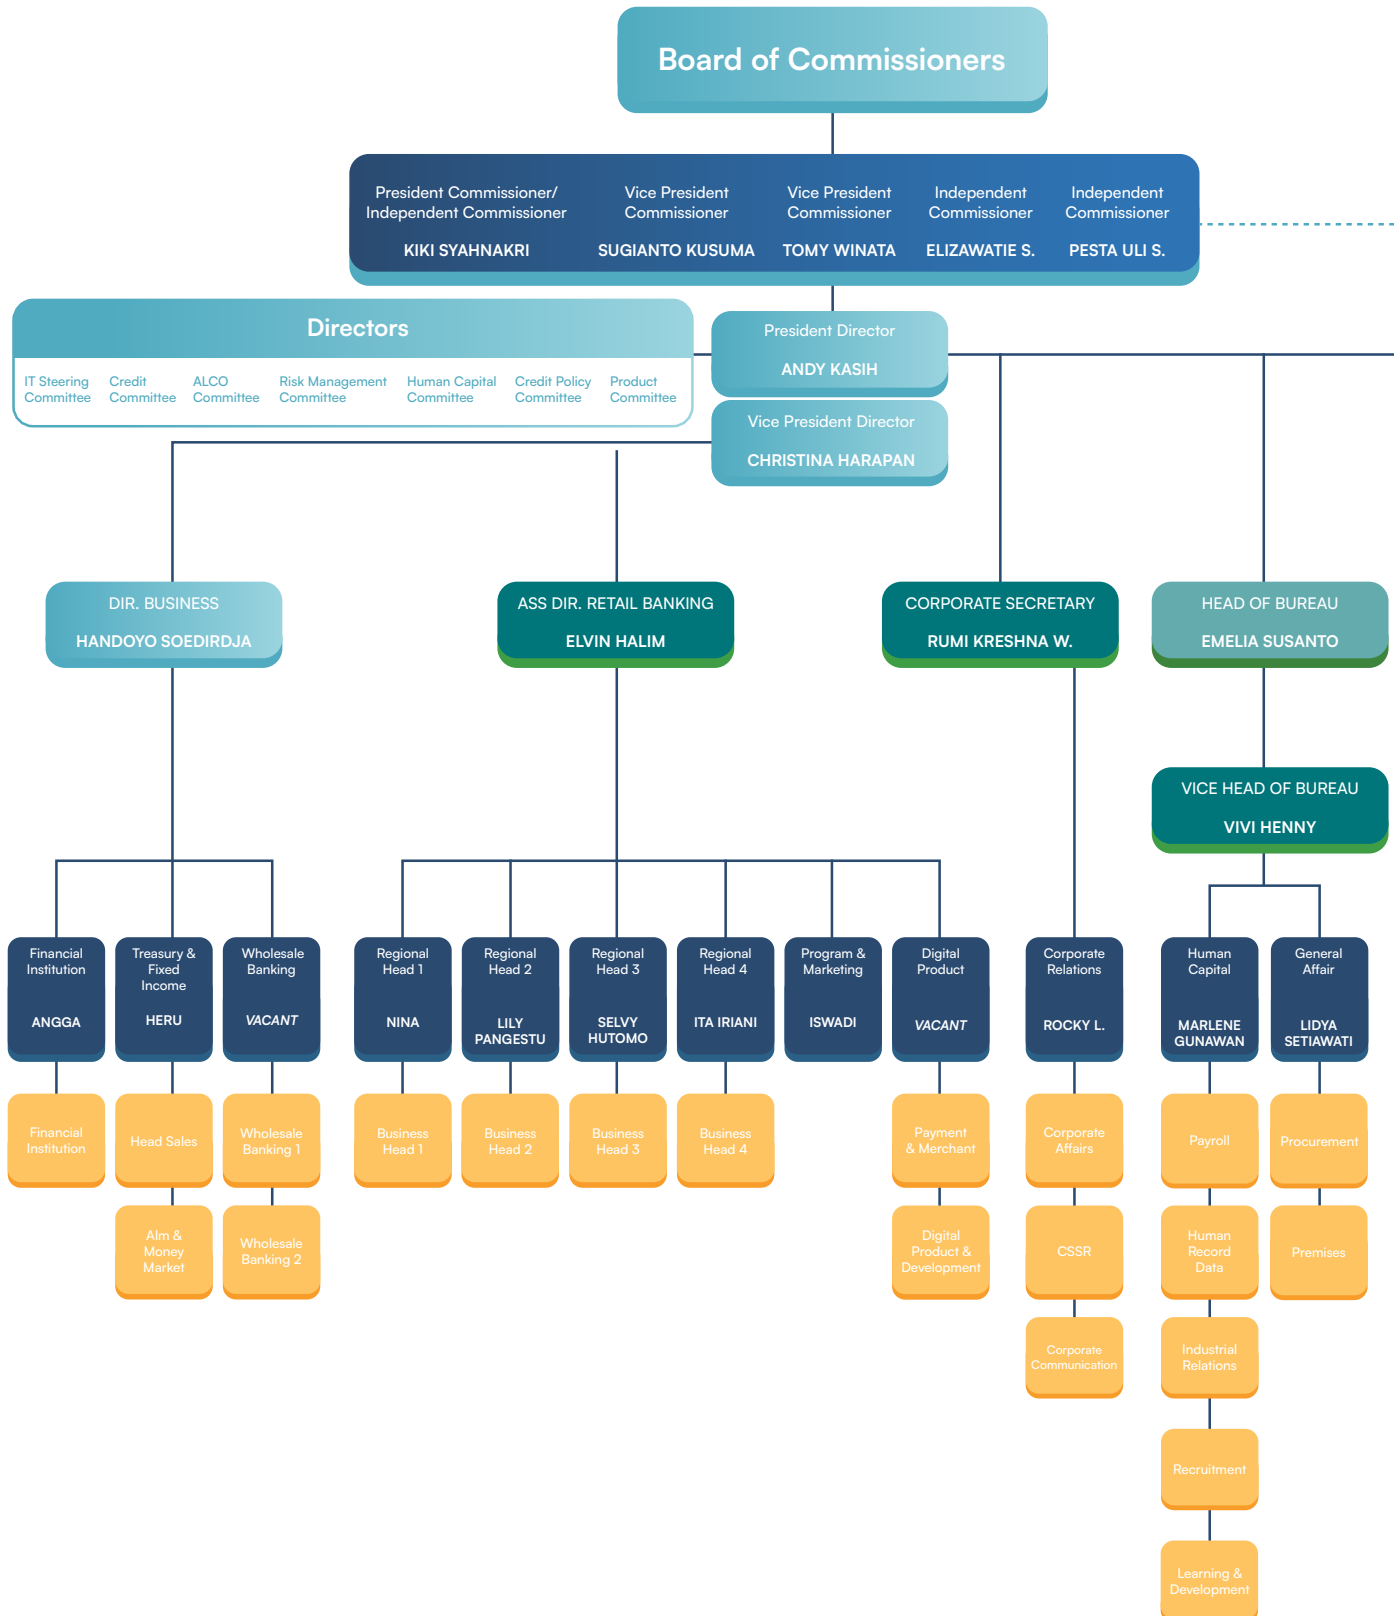 Board of Commissioners
President Commissioner/
Independent Commissioner
KIKI SYAHNAKRI
Vice President
Commissioner
SUGIANTO KUSUMA
Vice President
Commissioner
TOMY WINATA
Independent
Commissioner
ELIZAWATIE S.
Independent
Commissioner
PESTA ULI S.
Directors
IT Steering
Committee
Credit
Committee
ALCO
Committee
Risk Management
Committee
Human Capital
Committee
Credit Policy
Committee
Product
Committee
President Director
ANDY KASIH
Vice President Director
CHRISTINA HARAPAN
DIR. BUSINESS
HANDOYO SOEDIRDJA
ASS DIR. RETAIL BANKING
ELVIN HALIM
CORPORATE SECRETARY
RUMI KRESHNA W.
HEAD OF BUREAU
EMELIA SUSANTO
VICE HEAD OF BUREAU
VIVI HENNY
Financial
Institution
ANGGA
Treasury &
Fixed
Income
HERU
Wholesale
Banking
VACANT
Regional
Head 1
NINA
Regional
Head 2
LILY
PANGESTU
Regional
Head 3
SELVY
HUTOMO
Regional
Head 4
ITA IRIANI
Program &
Marketing
ISWADI
Digital
Product
VACANT
Corporate
Relations
ROCKY L.
Human
Capital
MARLENE
GUNAWAN
General
Affair
LIDYA
SETIAWATI
Financial
Institution
Head Sales
Wholesale
Banking 1
Business
Head 1
Business
Head 2
Business
Head 3
Business
Head 4
Payment
& Merchant
Corporate
Affairs
Payroll
Procurement
Alm &
Money
Market
Wholesale
Banking 2
Digital
Product &
Development
CSSR
Human
Record
Data
Premises
Corporate
Communication
Industrial
Relations
Recruitment
Learning &
Development